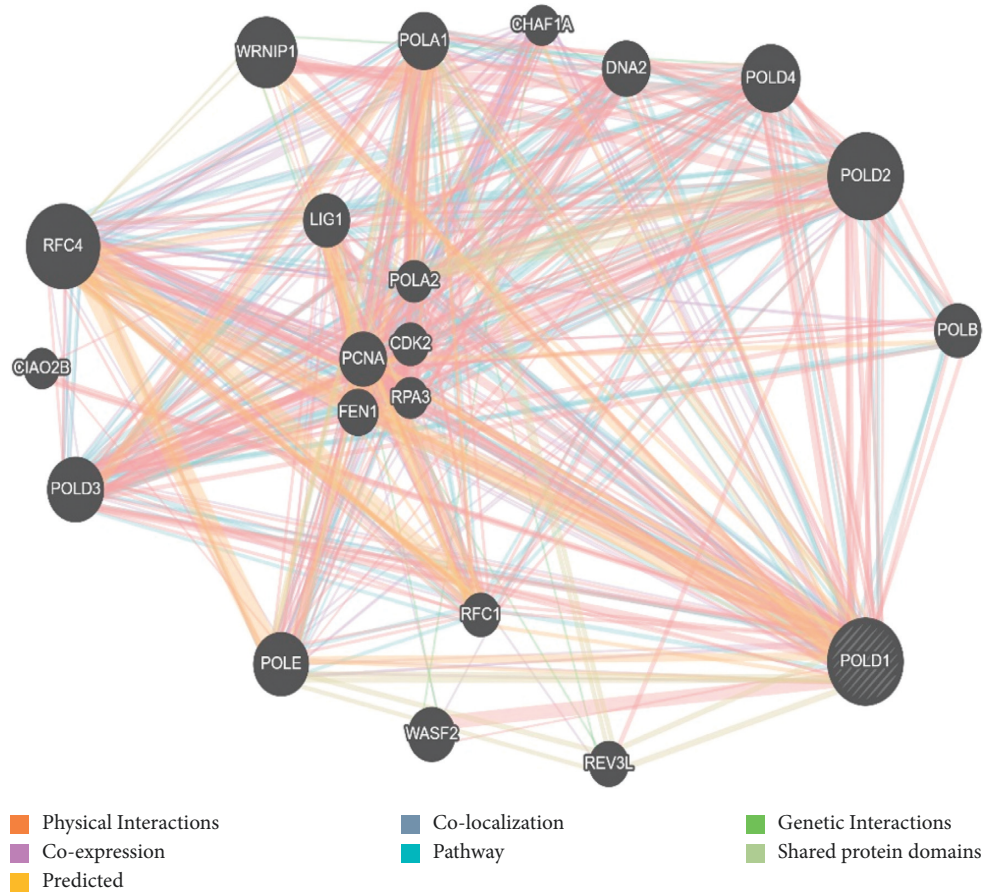 CHAF1A
WRNIP1
POLA1
DNA2
POLD4
POLD2
LIG1
RFC4
POLA2
POLB
CDK2
PCNA
CIAO2B
RPA3
FEN1
POLD3
RFC1
POLE
POLD1
WASF2
REV3L
Physical Interactions
Co-expression
Predicted
Co-localization
Pathway
Genetic Interactions
Shared protein domains